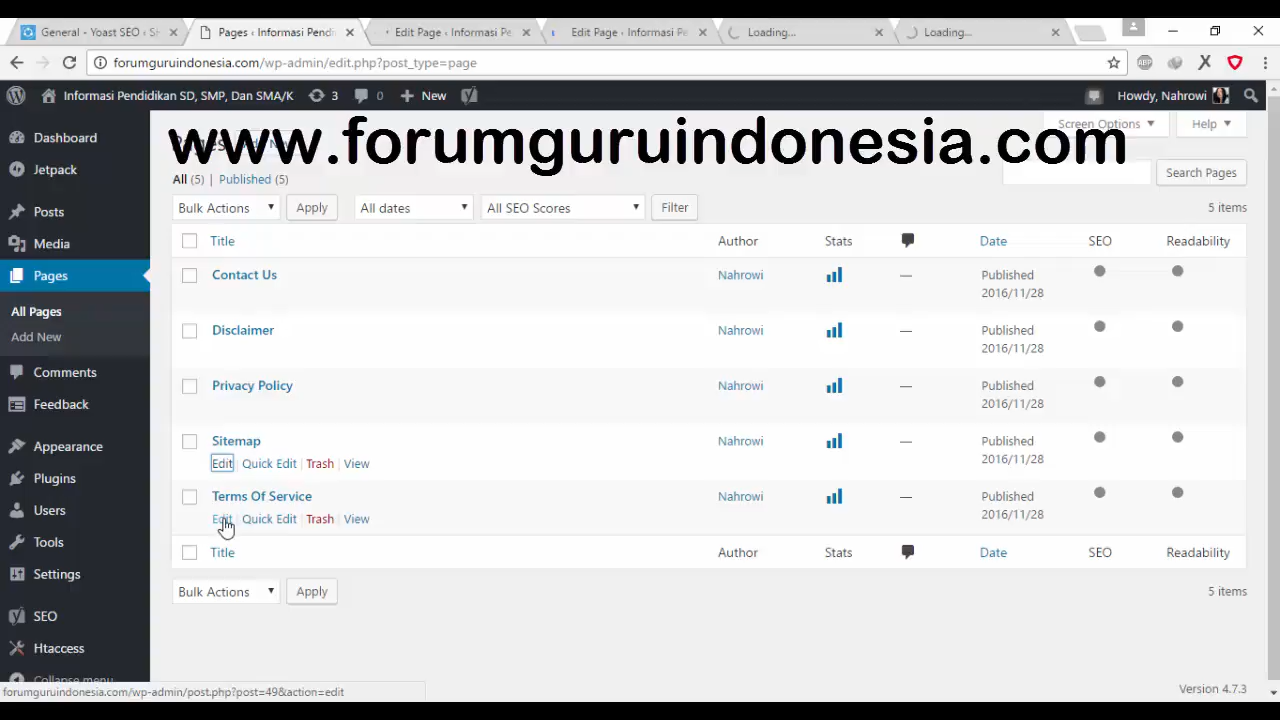 General - Yoast SEO ‹ S
Pages ‹ Informasi Pend
Edit Page ‹ Informasi P
Edit Page ‹ Informasi P
Loading...
Loading...
forumguruindonesia.com/wp-admin/edit.php?post_type=page
ABP
Informasi Pendidikan SD, SMP, Dan SMA/K
3
0
New
Howdy, Nahrowi
www.forumguruindonesia.com
Pages
Screen Options
Help
All (5) | Published (5)
Search Pages
Bulk Actions
Apply
All dates
All SEO Scores
Filter
5 items
Title
Author
Stats
Date
SEO
Readability
Contact Us
Nahrowi
—
Published
2016/11/28
Disclaimer
Nahrowi
—
Published
2016/11/28
Privacy Policy
Nahrowi
—
Published
2016/11/28
Sitemap
Nahrowi
—
Published
2016/11/28
Edit | Quick Edit | Trash | View
Terms Of Service
Nahrowi
—
Published
2016/11/28
Edit | Quick Edit | Trash | View
Title
Author
Stats
Date
SEO
Readability
Bulk Actions
Apply
5 items
Dashboard
Jetpack
Posts
Media
Pages
All Pages
Add New
Comments
Feedback
Appearance
Plugins
Users
Tools
Settings
SEO
Htaccess
Collapse menu
forumguruindonesia.com/wp-admin/post.php?post=49&action=edit
Version 4.7.3